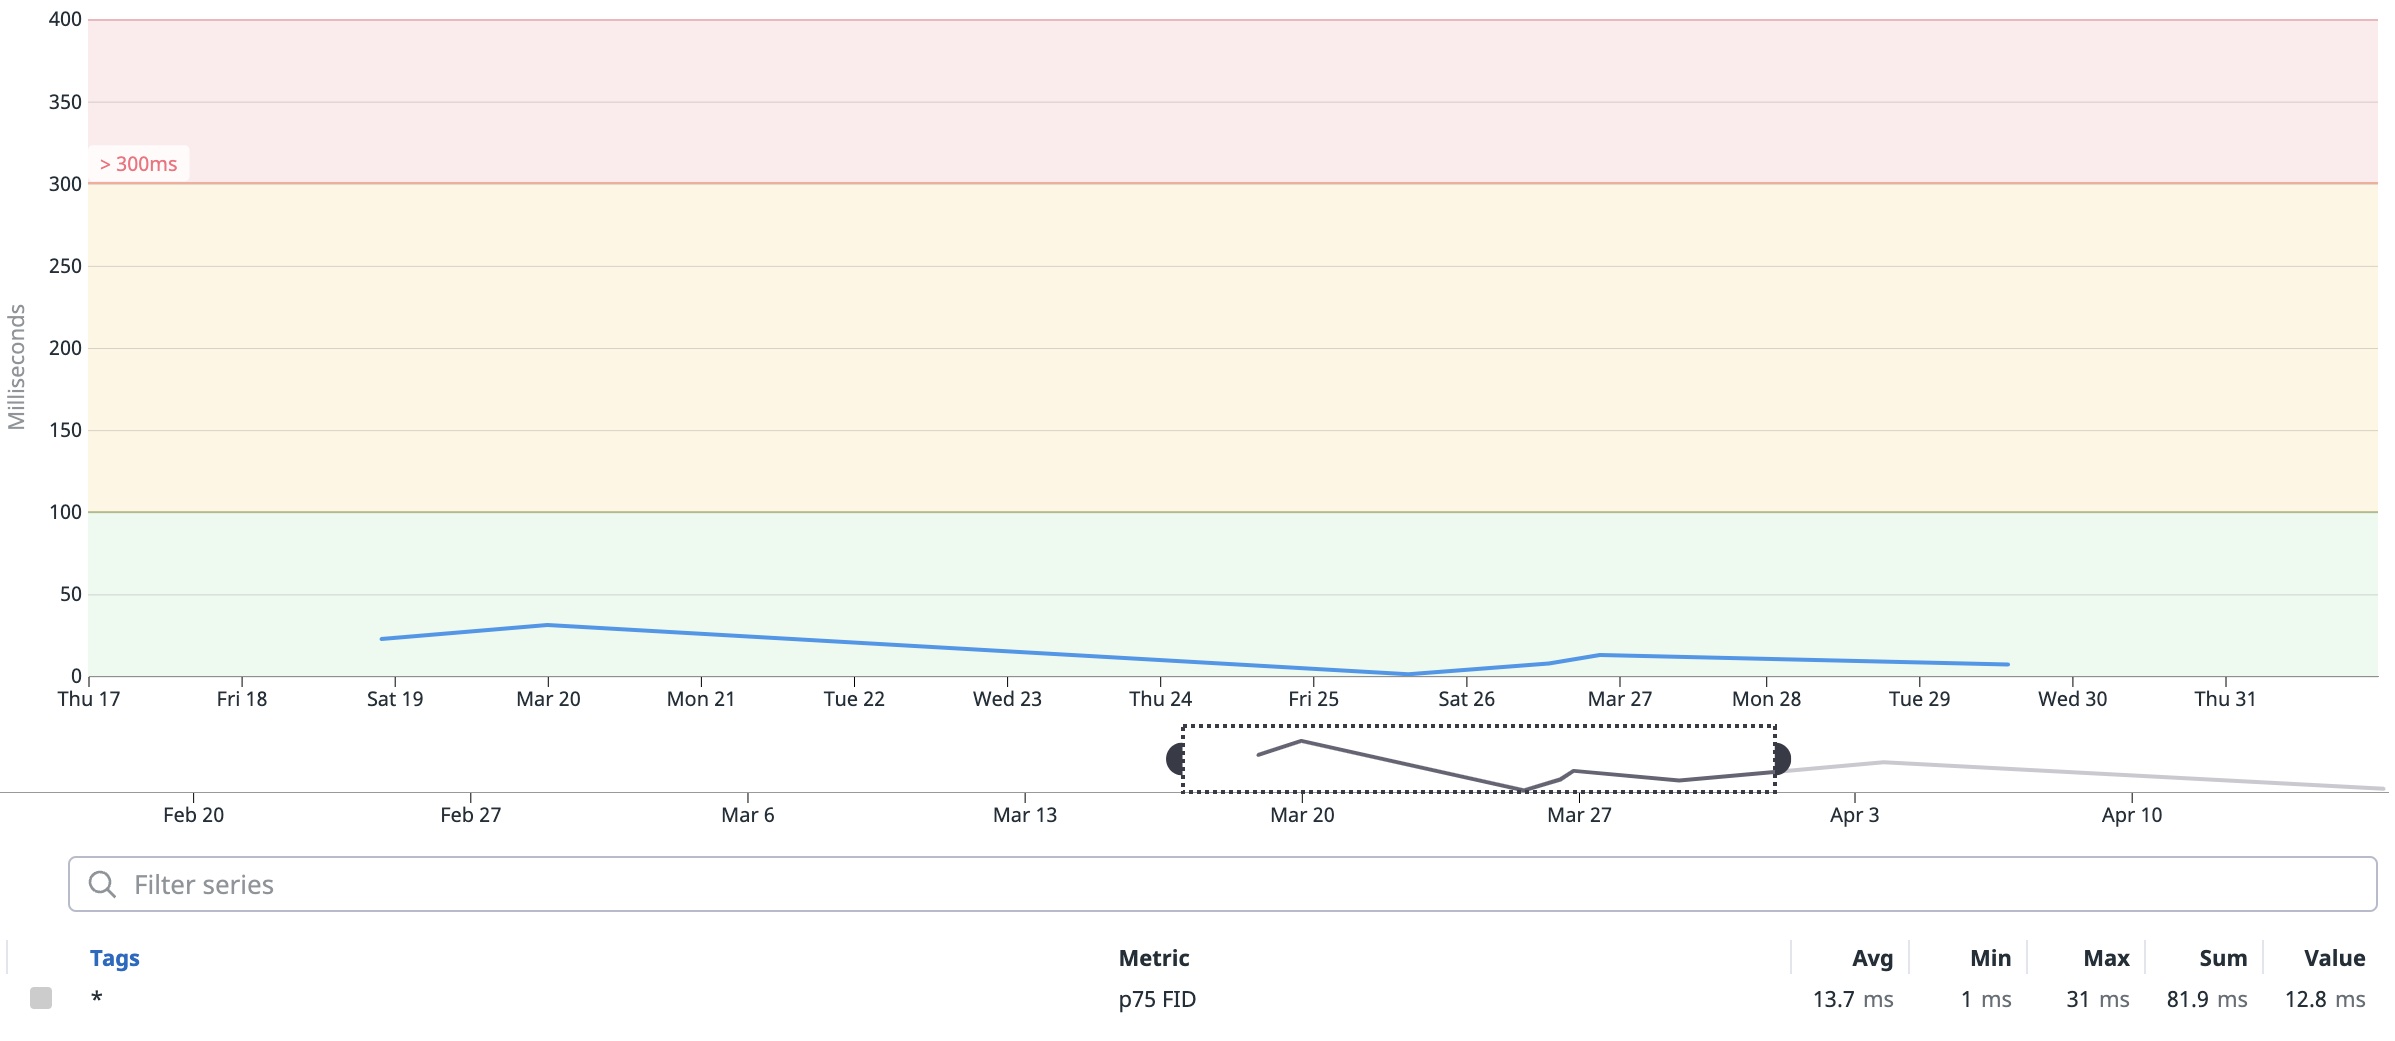 400
350
> 300ms
300
250
200
150
100
50
0
Milliseconds
Thu 17 Fri 18 Sat 19 Mar 20 Mon 21 Tue 22 Wed 23 Thu 24 Fri 25 Sat 26 Mar 27 Mon 28 Tue 29 Wed 30 Thu 31
Feb 20 Feb 27 Mar 6 Mar 13 Mar 20 Mar 27 Apr 3 Apr 10
Filter series
Tags Metric Avg Min Max Sum Value
* p75 FID 13.7 ms 1 ms 31 ms 81.9 ms 12.8 ms